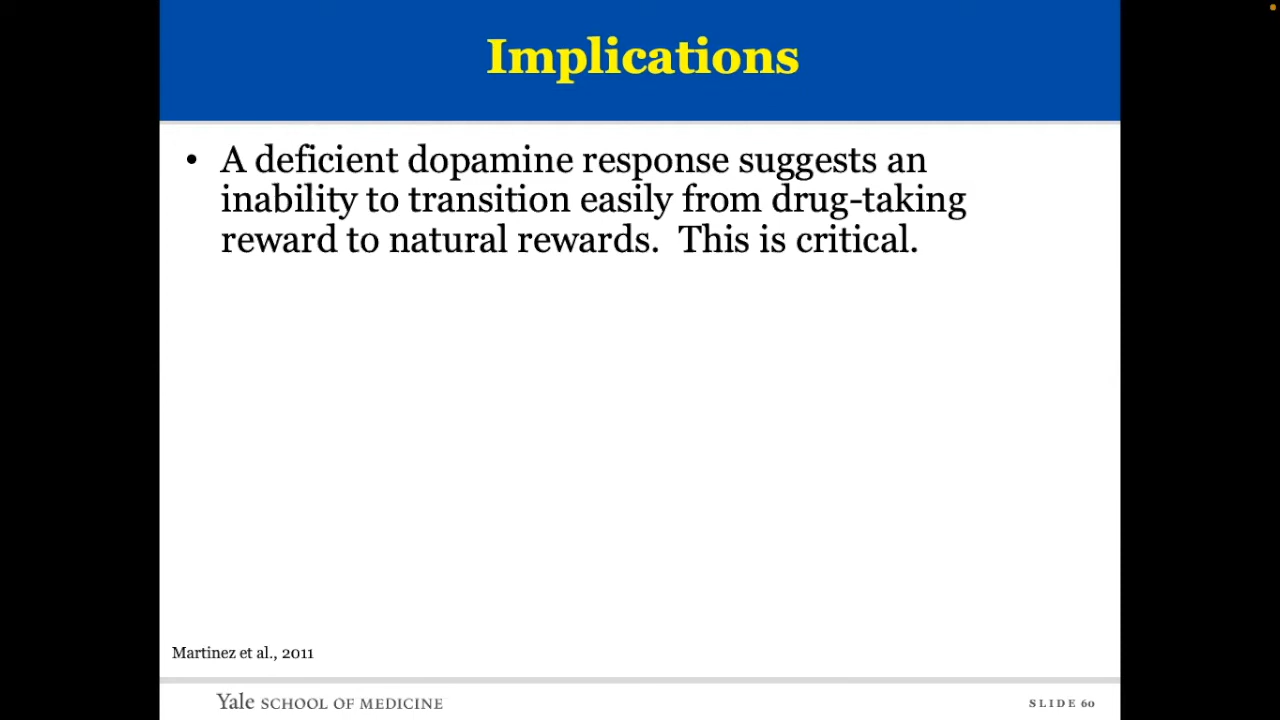 Implications
• A deficient dopamine response suggests an
inability to transition easily from drug-taking
reward to natural rewards.  This is critical.
Martinez et al., 2011
Yale SCHOOL OF MEDICINE
SLIDE 60